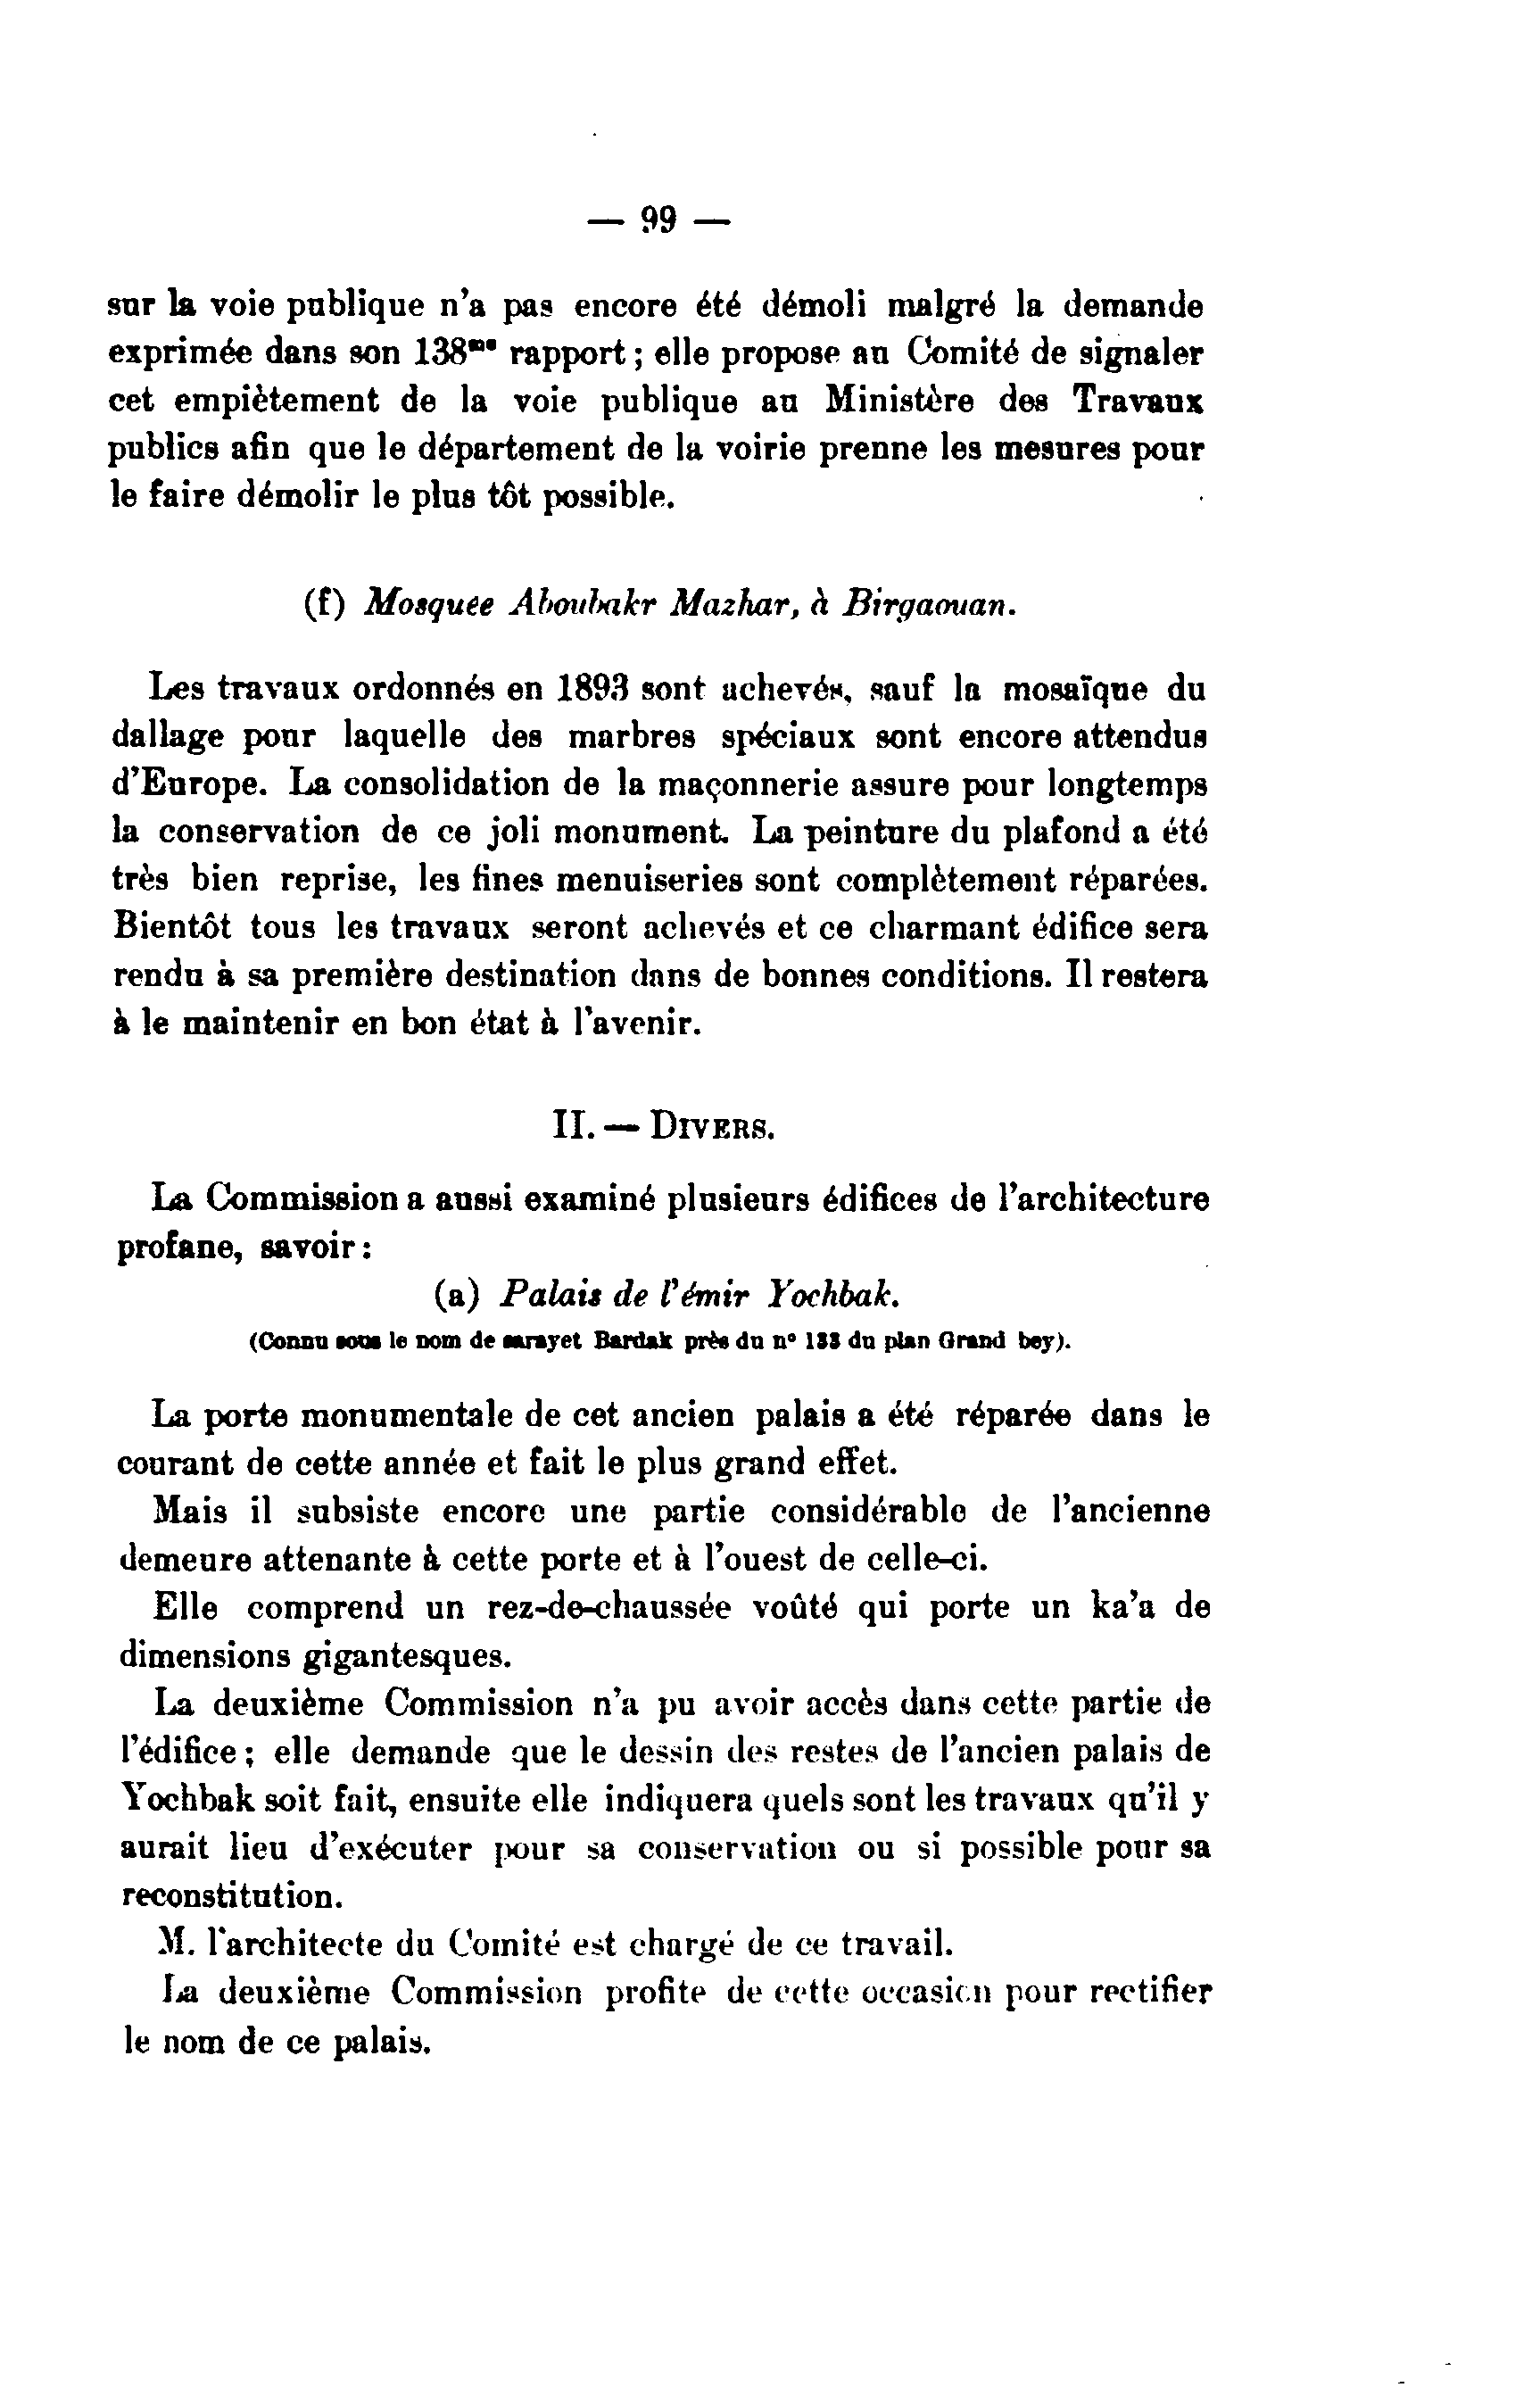 — 99 —
sur la voie publique n'a pas encore été démoli malgré la demande
exprimée dans son 138me rapport ; elle propose au Comité de signaler
cet empiètement de la voie publique au Ministère des Travaux
publics afin que le département de la voirie prenne les mesures pour
le faire démolir le plus tôt possible.
(f) Mosquée Aboubakr Mazhar, à Birgaouan.
Les travaux ordonnés en 1893 sont achevés, sauf la mosaïque du
dallage pour laquelle des marbres spéciaux sont encore attendus
d'Europe. La consolidation de la maçonnerie assure pour longtemps
la conservation de ce joli monument. La peinture du plafond a été
très bien reprise, les fines menuiseries sont complètement réparées.
Bientôt tous les travaux seront achevés et ce charmant édifice sera
rendu à sa première destination dans de bonnes conditions. Il restera
à le maintenir en bon état à l'avenir.
II. — DIVERS.
La Commission a aussi examiné plusieurs édifices de l'architecture
profane, savoir :
(a) Palais de l'émir Yochbak.
(Connu sous le nom de sarayet Bardak près du n° 133 du plan Grand bey).
La porte monumentale de cet ancien palais a été réparée dans le
courant de cette année et fait le plus grand effet.
Mais il subsiste encore une partie considérable de l'ancienne
demeure attenante à cette porte et à l'ouest de celle-ci.
Elle comprend un rez-de-chaussée voûté qui porte un ka'a de
dimensions gigantesques.
La deuxième Commission n'a pu avoir accès dans cette partie de
l'édifice ; elle demande que le dessin des restes de l'ancien palais de
Yochbak soit fait, ensuite elle indiquera quels sont les travaux qu'il y
aurait lieu d'exécuter pour sa conservation ou si possible pour sa
reconstitution.
M. l'architecte du Comité est chargé de ce travail.
La deuxième Commission profite de cette occasion pour rectifier
le nom de ce palais.